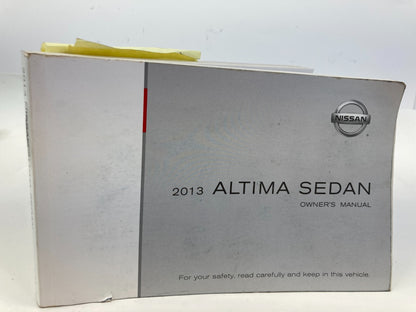 NISSAN
2013 ALTIMA SEDAN
OWNER'S MANUAL
For your safety, read carefully and keep in this vehicle.